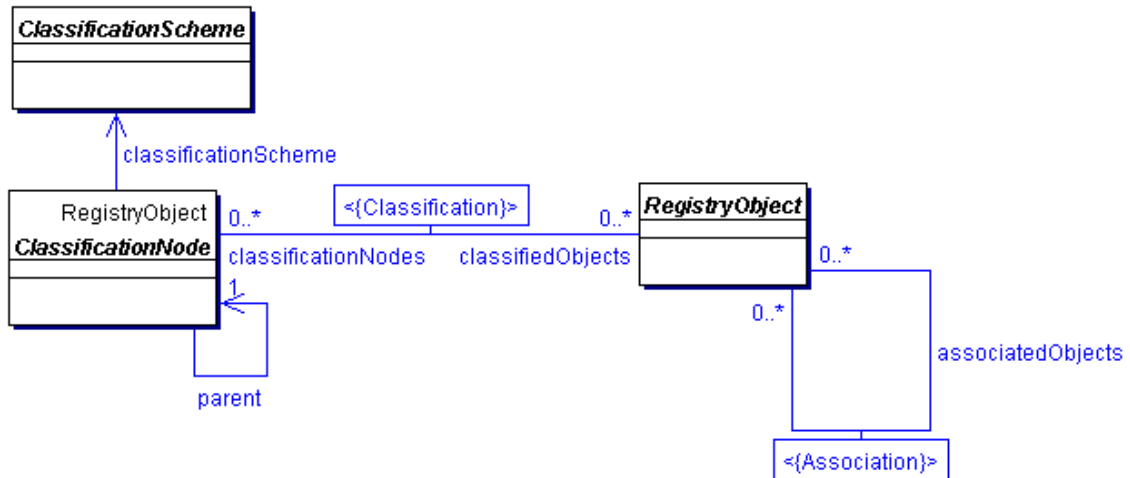 ClassificationScheme
classificationScheme
RegistryObject
ClassificationNode
0..*
<{Classification}>
0..*
RegistryObject
classificationNodes
classifiedObjects
0..*
1
0..*
associatedObjects
parent
<{Association}>